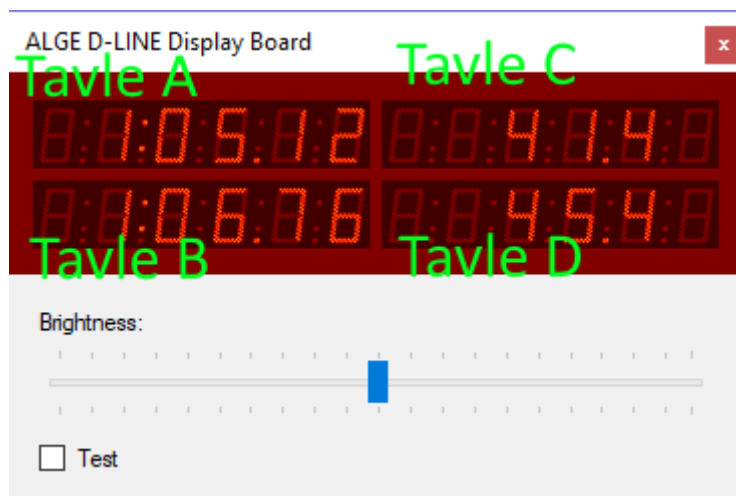 ALGE D-LINE Display Board
x
Tavle A
Tavle C
1:05.12
41.4
1:06.76
45.4
Tavle B
Tavle D
Brightness:
Test